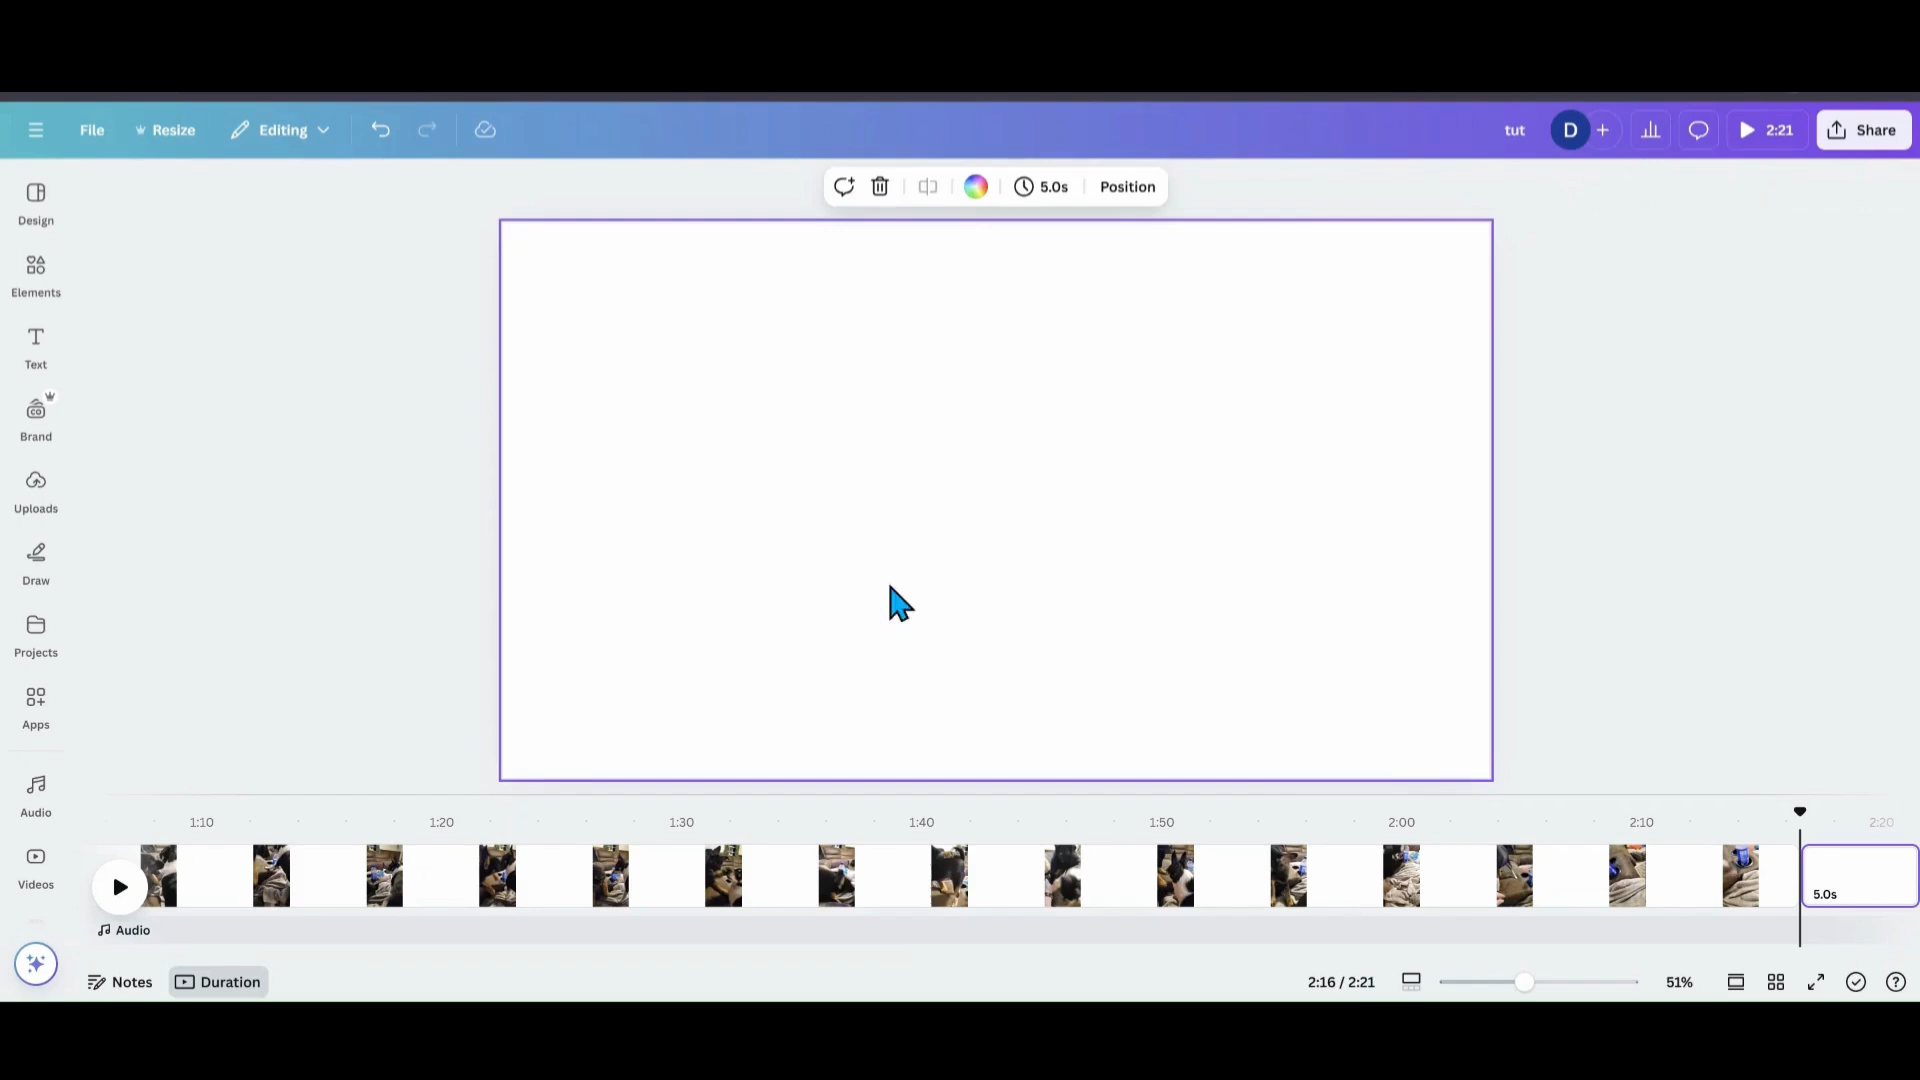 File Resize Editing tut D 2:21 Share
5.0s Position
Design
Elements
Text
CO
Brand
Uploads
Draw
Projects
Apps
Audio
Videos
1:10 1:20 1:30 1:40 1:50 2:00 2:10 2:20
5.0s
Audio
Notes Duration 2:16 / 2:21 51%